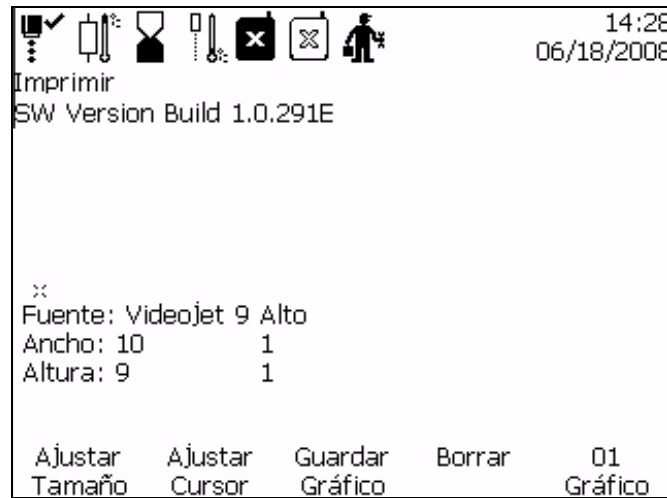 14:28
06/18/2008
Imprimir
SW Version Build 1.0.291E
Fuente: Videojet 9 Alto
Ancho: 10 1
Altura: 9 1
Ajustar Ajustar Guardar Borrar 01
Tamaño Cursor Gráfico Gráfico